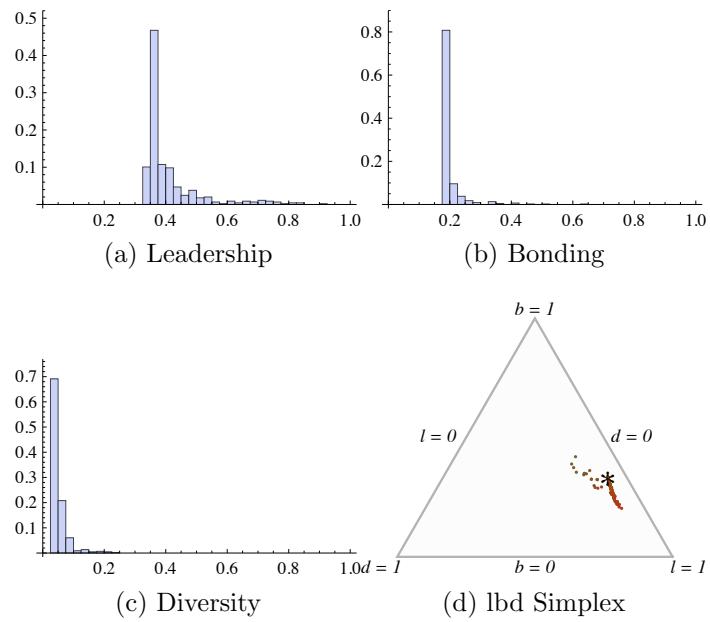 0.5
0.4
0.3
0.2
0.1
0.2 0.4 0.6 0.8 1.0
(a) Leadership
0.8
0.6
0.4
0.2
0.2 0.4 0.6 0.8 1.0
(b) Bonding
0.7
0.6
0.5
0.4
0.3
0.2
0.1
0.2 0.4 0.6 0.8 1.0
(c) Diversity
b = 1
l = 0 d = 0
d = 1 b = 0 l = 1
(d) lbd Simplex